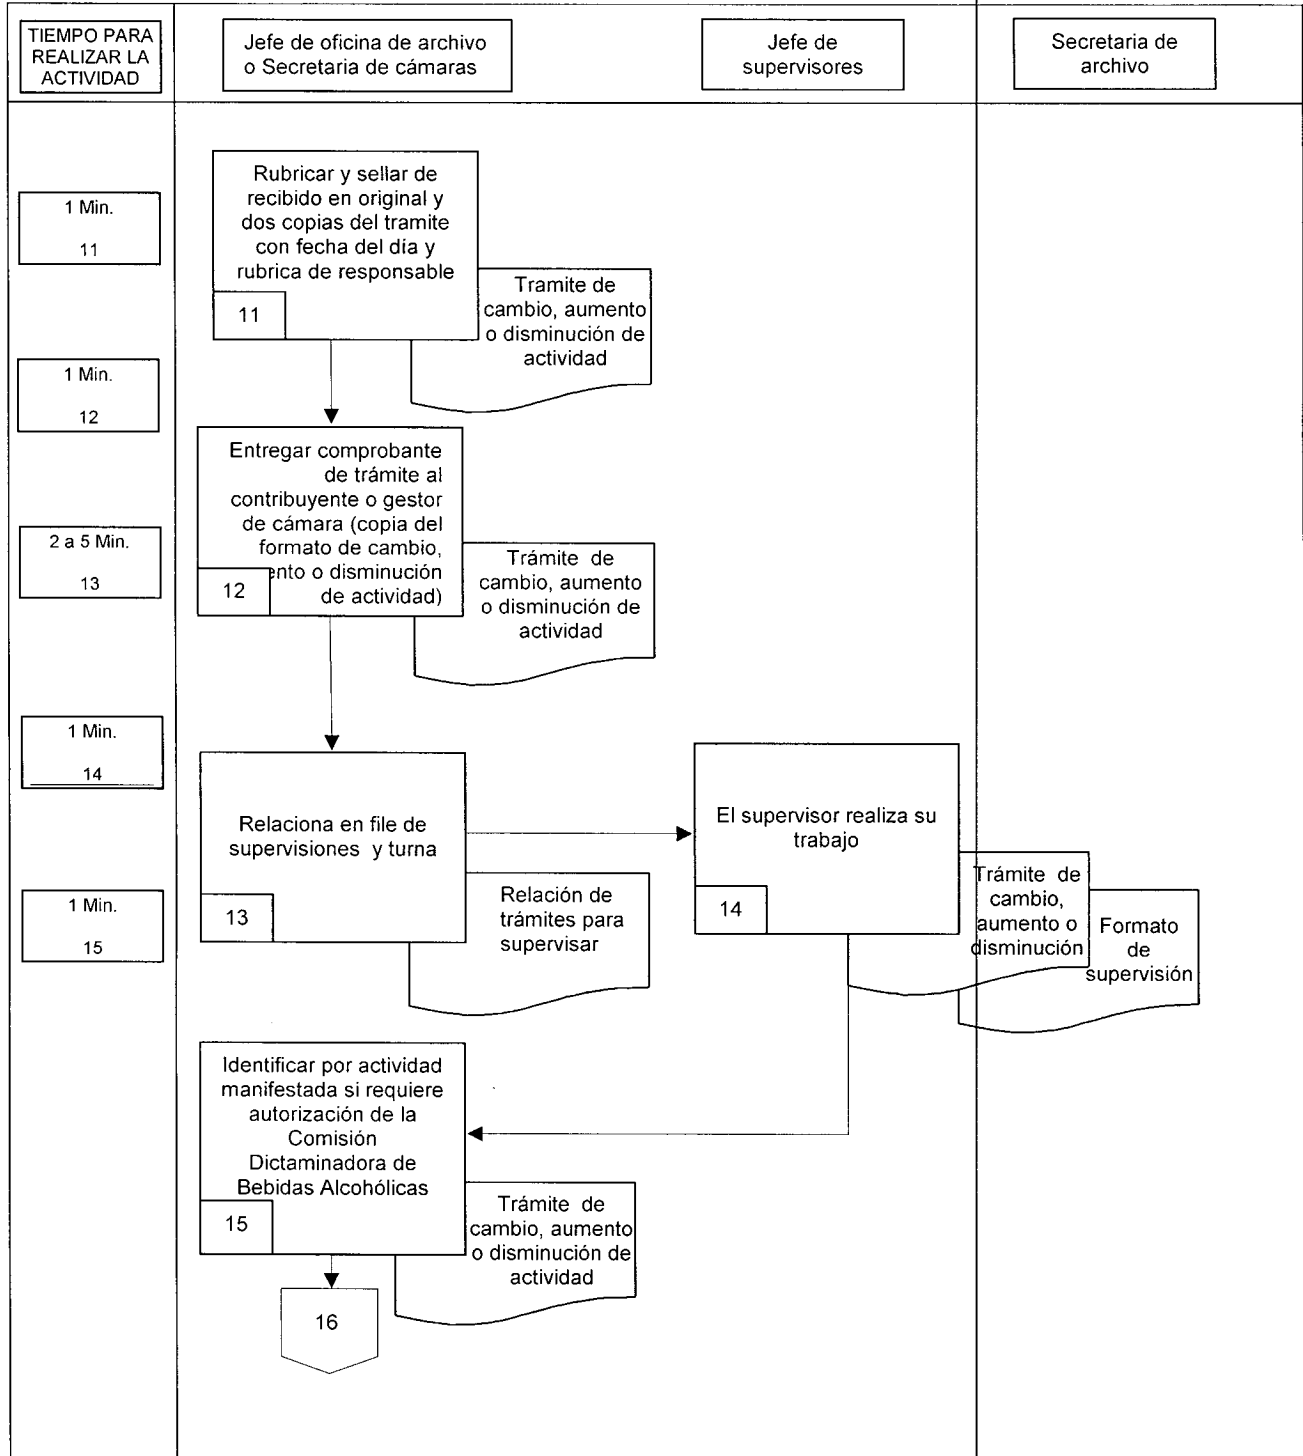 TIEMPO PARA
REALIZAR LA
ACTIVIDAD
Jefe de oficina de archivo
o Secretaria de cámaras
Jefe de
supervisores
Secretaria de
archivo
1 Min.
11
Rubricar y sellar de
recibido en original y
dos copias del tramite
con fecha del día y
rubrica de responsable
11
Tramite de
cambio, aumento
o disminución de
actividad
1 Min.
12
Entregar comprobante
de trámite al
contribuyente o gestor
de cámara (copia del
formato de cambio,
ento o disminución
de actividad)
12
Trámite de
cambio, aumento
o disminución de
actividad
2 a 5 Min.
13
1 Min.
14
Relaciona en file de
supervisiones y turna
13
Relación de
trámites para
supervisar
El supervisor realiza su
trabajo
14
Trámite de
cambio,
aumento o
disminución
Formato
de
supervisión
1 Min.
15
Identificar por actividad
manifestada si requiere
autorización de la
Comisión
Dictaminadora de
Bebidas Alcohólicas
15
Trámite de
cambio, aumento
o disminución de
actividad
16